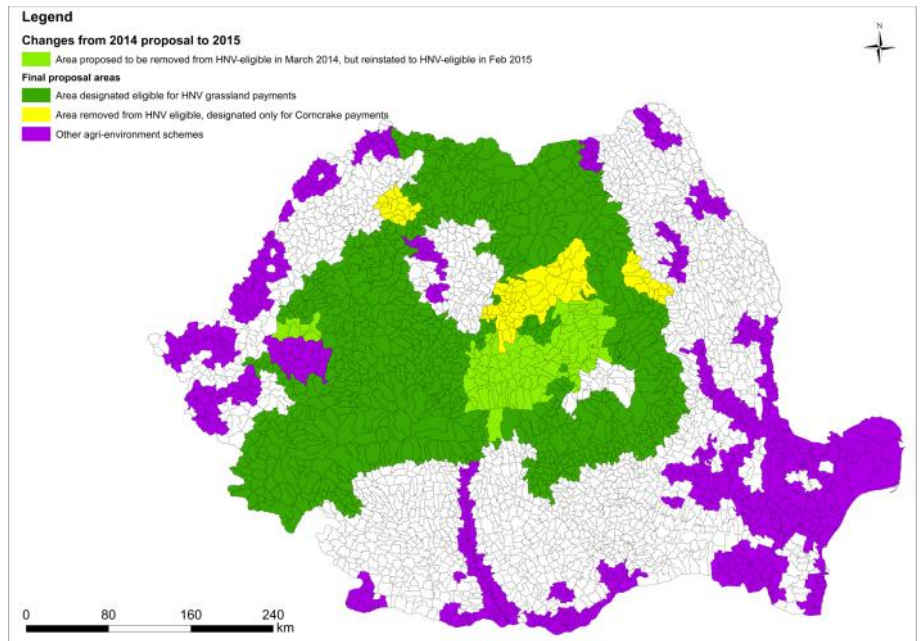 Legend
Changes from 2014 proposal to 2015
Area proposed to be removed from HNV-eligible in March 2014, but reinstated to HNV-eligible in Feb 2015
Final proposal areas
Area designated eligible for HNV grassland payments
Area removed from HNV eligible, designated only for Corncrake payments
Other agri-environment schemes
N
0 80 160 240
km